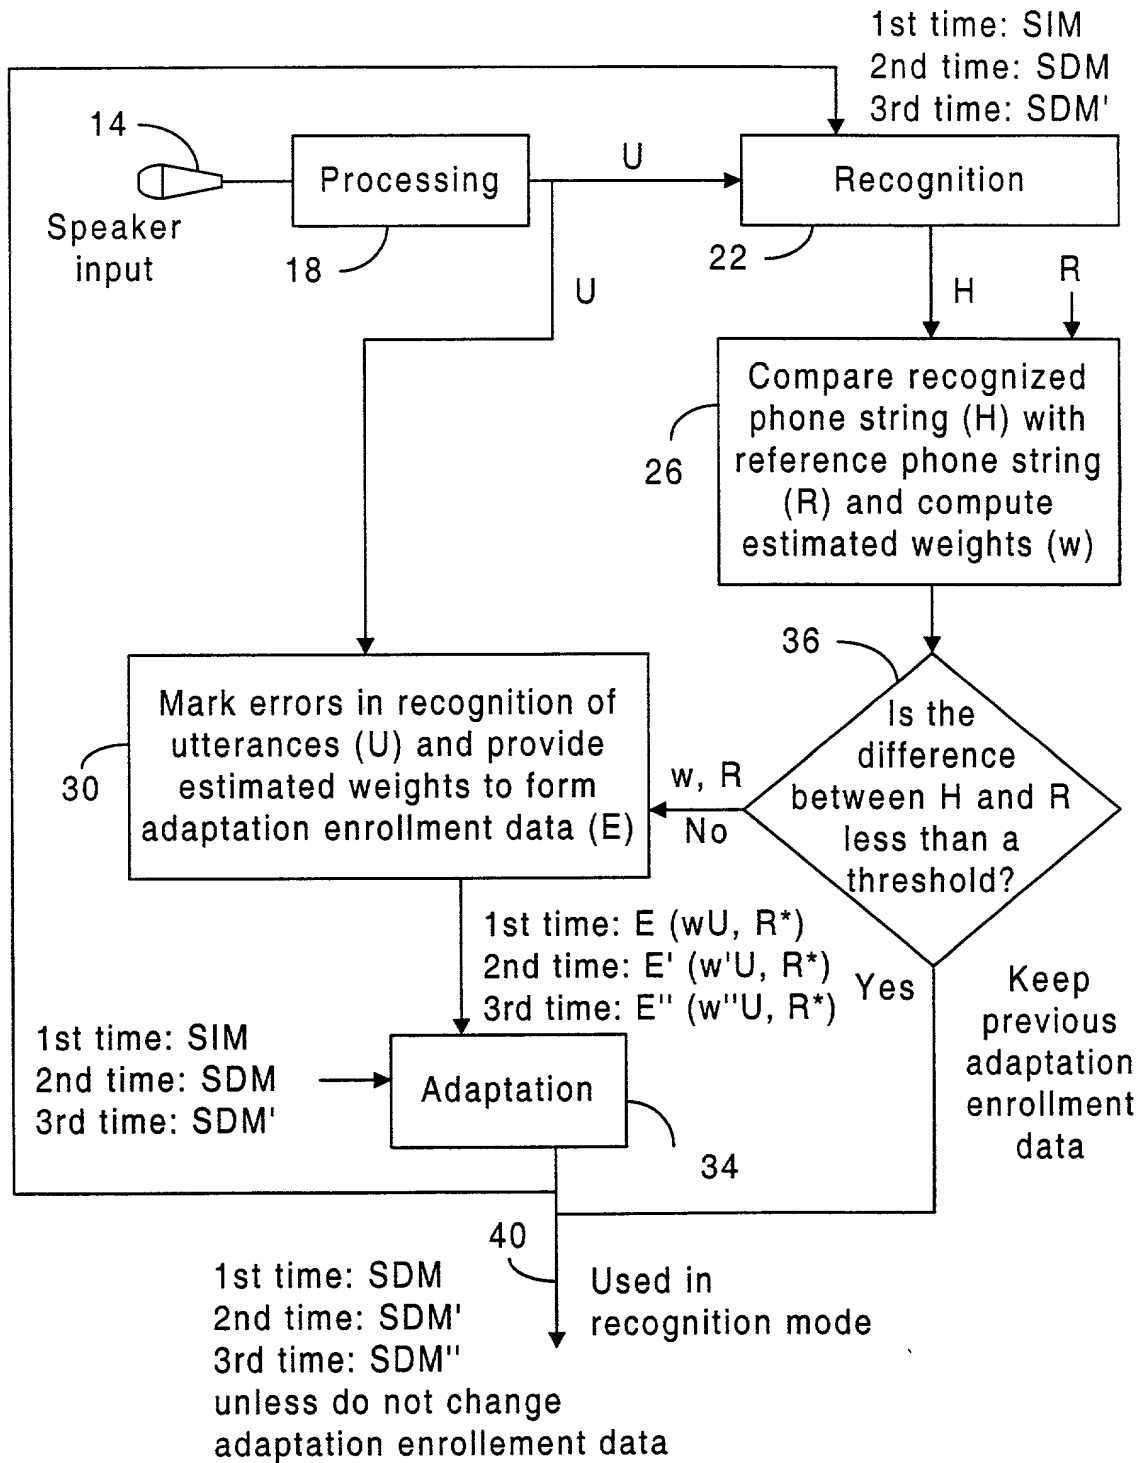 1st time: SIM
2nd time: SDM
3rd time: SDM'
14
Processing
U
Recognition
Speaker
input
18
22
U
H
R
Compare recognized
phone string (H) with
reference phone string
(R) and compute
estimated weights (w)
26
36
Mark errors in recognition of
utterances (U) and provide
estimated weights to form
adaptation enrollment data (E)
30
w, R
No
Is the
difference
between H and R
less than a
threshold?
1st time: E (wU, R*)
2nd time: E' (w'U, R*)
3rd time: E" (w"U, R*)
Yes
Keep
previous
adaptation
enrollment
data
1st time: SIM
2nd time: SDM
3rd time: SDM'
Adaptation
34
40
1st time: SDM
2nd time: SDM'
3rd time: SDM"
unless do not change
adaptation enrollement data
Used in
recognition mode